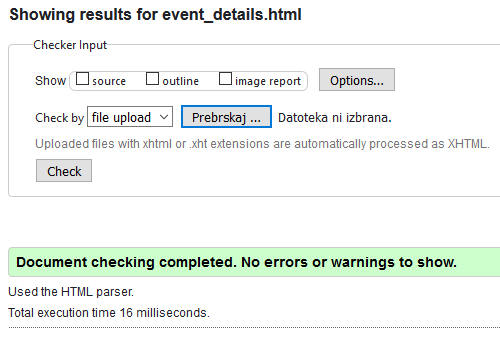 Showing results for event_details.html
Checker Input
Show source outline image report Options...
Check by file upload Prebrskaj ... Datoteka ni izbrana.
Uploaded files with xhtml or .xht extensions are automatically processed as XHTML.
Check
Document checking completed. No errors or warnings to show.
Used the HTML parser.
Total execution time 16 milliseconds.